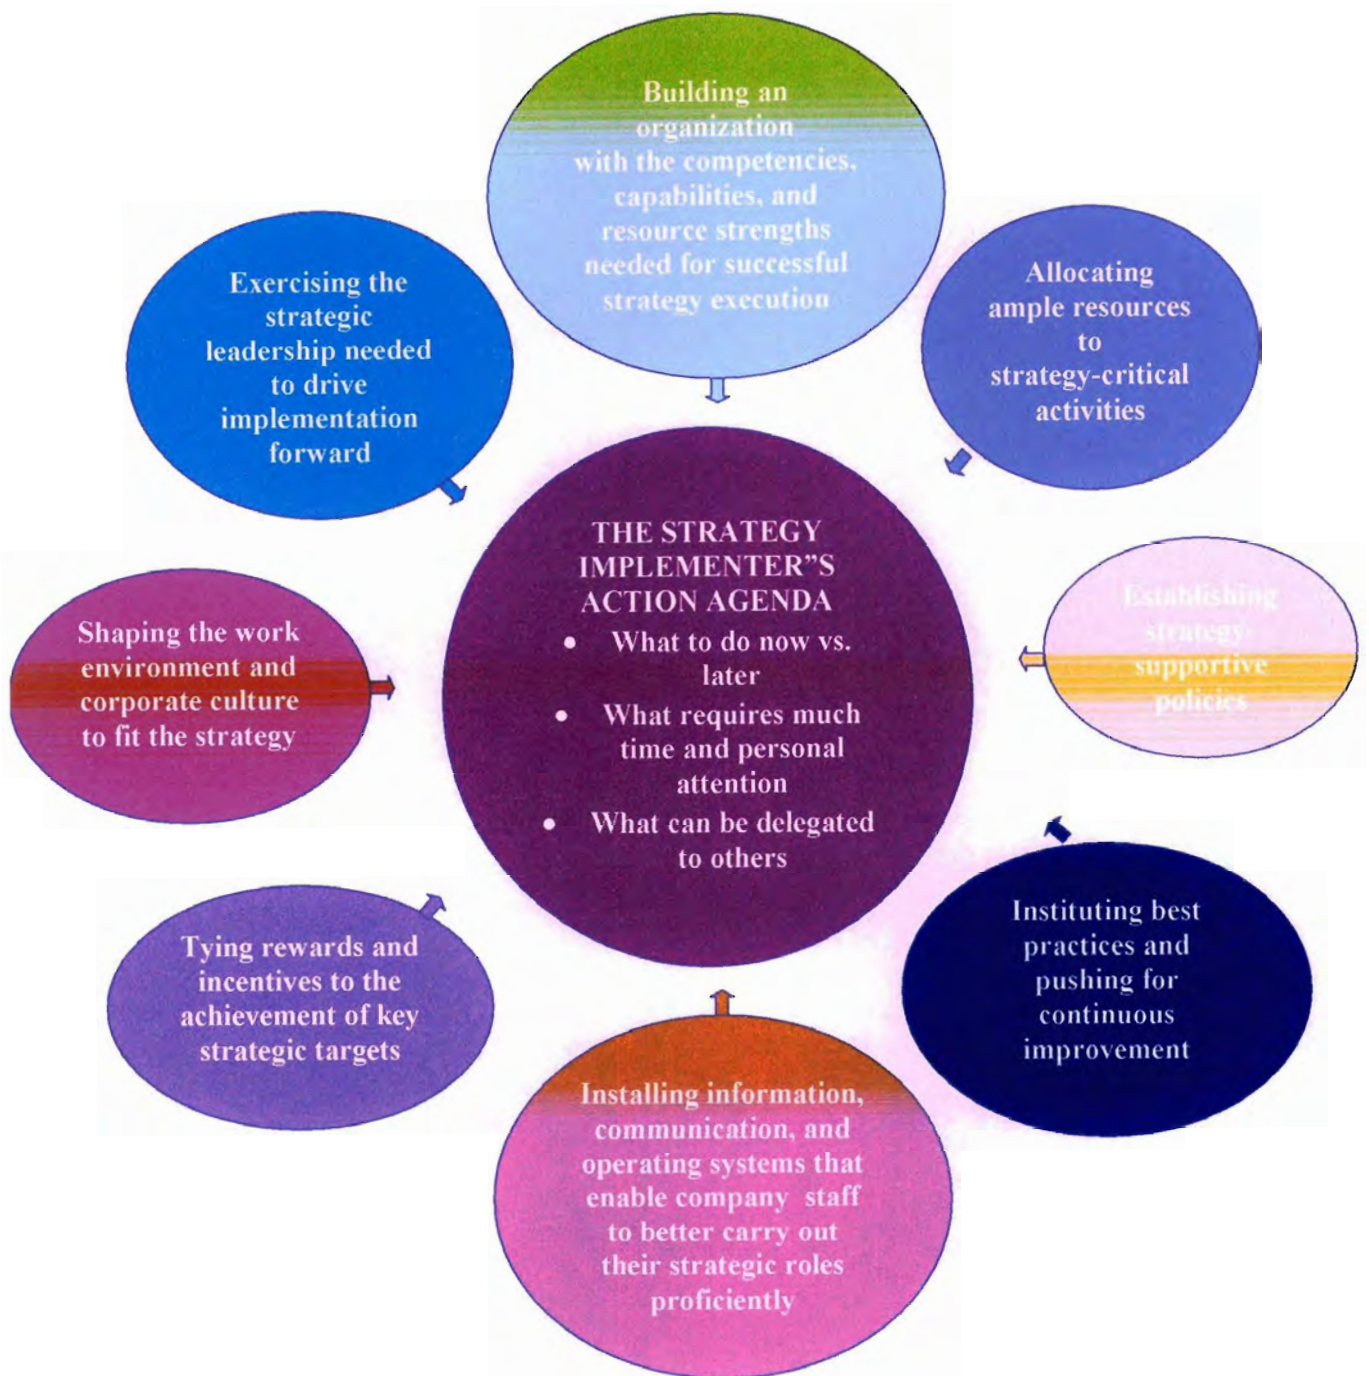 Building an
organization
with the competencies,
capabilities, and
resource strengths
needed for successful
strategy execution
Allocating
ample resources
to
strategy-critical
activities
Establishing
strategy-
supportive
policies
Instituting best
practices and
pushing for
continuous
improvement
Installing information,
communication, and
operating systems that
enable company staff
to better carry out
their strategic roles
proficiently
Tying rewards and
incentives to the
achievement of key
strategic targets
Shaping the work
environment and
corporate culture
to fit the strategy
Exercising the
strategic
leadership needed
to drive
implementation
forward
THE STRATEGY
IMPLEMENTER"S
ACTION AGENDA
• What to do now vs.
later
• What requires much
time and personal
attention
• What can be delegated
to others